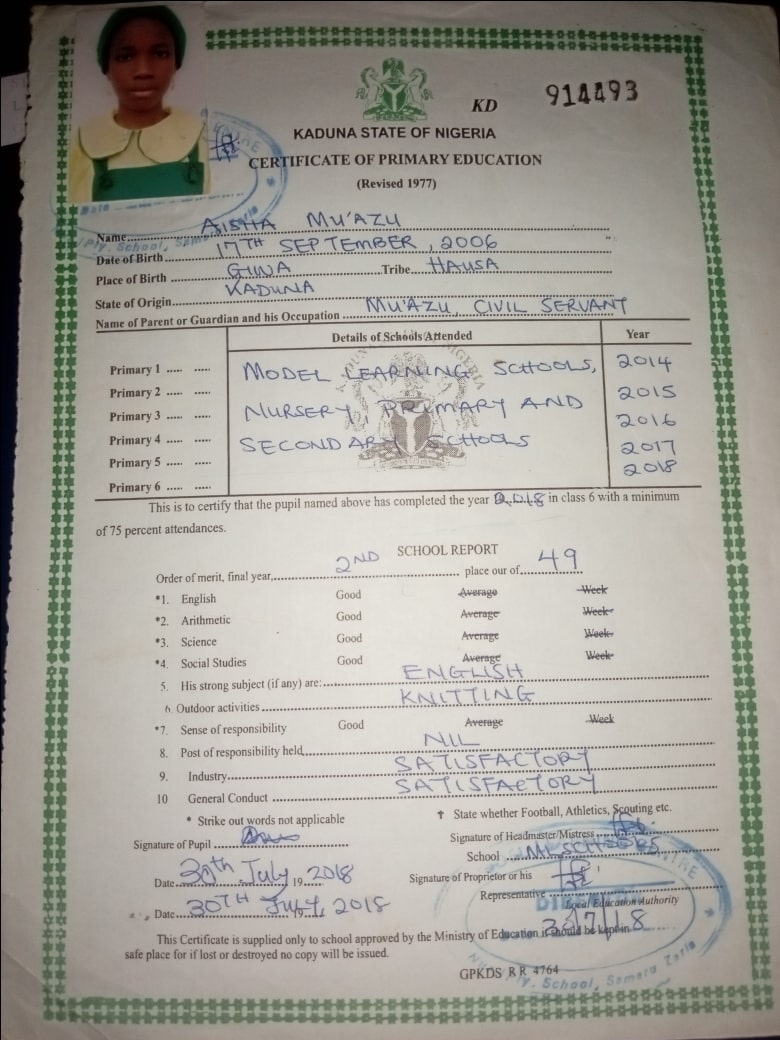 KD 914493
KADUNA STATE OF NIGERIA
CERTIFICATE OF PRIMARY EDUCATION
(Revised 1977)
Name AISHA MU'AZU
Date of Birth 17TH SEPTEMBER, 2006
Place of Birth GIWA Tribe HAUSA
State of Origin KADUNA
Name of Parent or Guardian and his Occupation MU'AZU, CIVIL SERVANT
Details of Schools Attended Year
Primary 1 MODEL LEARNING SCHOOLS, 2014
Primary 2 2015
Primary 3 NURSERY, PRIMARY AND 2016
Primary 4 SECONDARY SCHOOLS 2017
Primary 5 2018
Primary 6
This is to certify that the pupil named above has completed the year 2018 in class 6 with a minimum
of 75 percent attendances.
SCHOOL REPORT
Order of merit, final year, 2ND place our of 49
*1. English Good Average Week
*2. Arithmetic Good Average Week
*3. Science Good Average Week
*4. Social Studies Good Average Week
5. His strong subject (if any) are: ENGLISH
6. Outdoor activities KNITTING
*7. Sense of responsibility Good Average Week
8. Post of responsibility held NIL
9. Industry SATISFACTORY
10 General Conduct SATISFACTORY
* Strike out words not applicable † State whether Football, Athletics, Scouting etc.
Signature of Pupil Signature of Headmaster/Mistress
School ML SCHOOLS
Date 30th July 19 2018 Signature of Proprietor or his
Representative
Local Education Authority
Date 30TH July, 2018
This Certificate is supplied only to school approved by the Ministry of Education it should be kept in
safe place for if lost or destroyed no copy will be issued.
GPKDS R R 4764